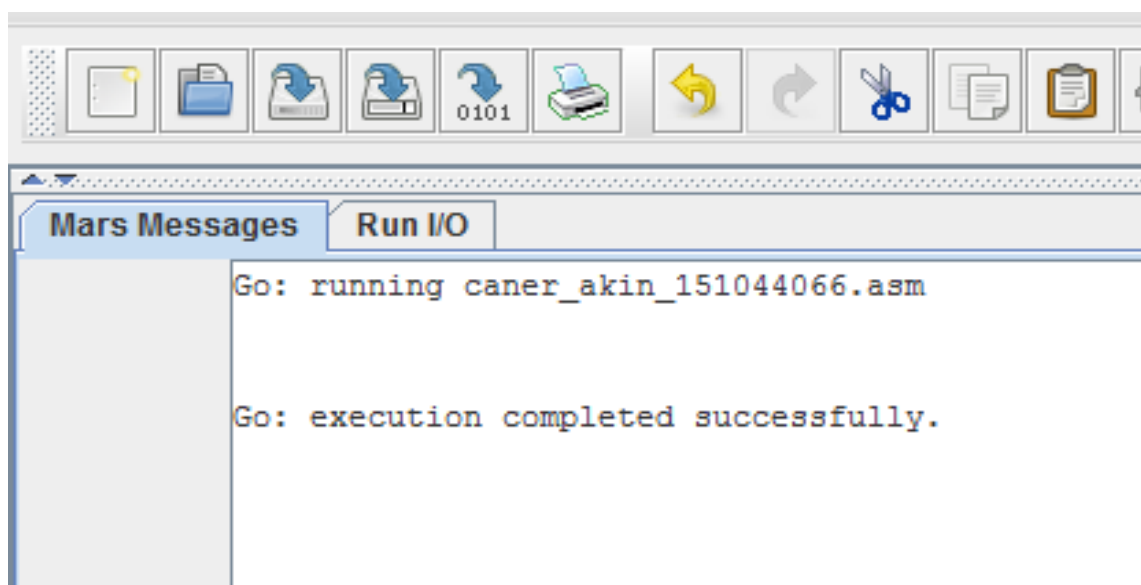 0101
Mars Messages Run I/O
Go: running caner_akin_151044066.asm
Go: execution completed successfully.